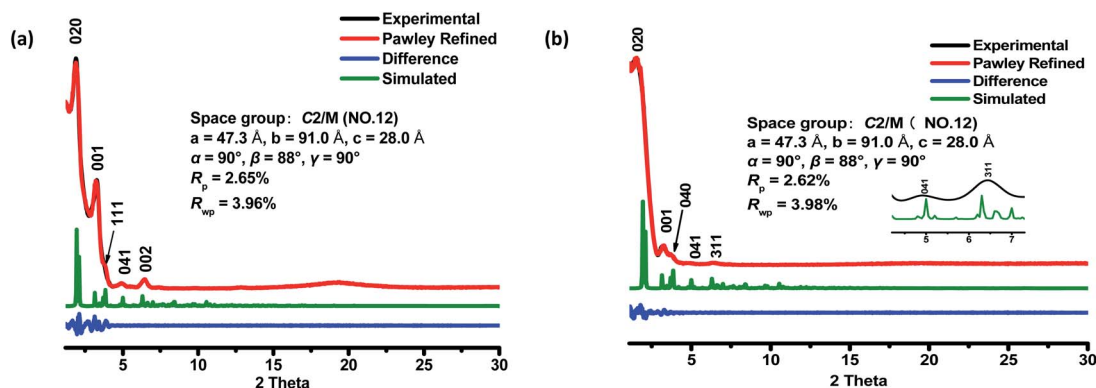 (a)
020
001
111
041
002
Experimental
Pawley Refined
Difference
Simulated
Space group: C2/M (NO.12)
a = 47.3 Å, b = 91.0 Å, c = 28.0 Å
α = 90°, β = 88°, γ = 90°
Rp = 2.65%
Rwp = 3.96%
5 10 15 20 25 30
2 Theta
(b)
020
001
040
041
311
Experimental
Pawley Refined
Difference
Simulated
Space group: C2/M ( NO.12)
a = 47.3 Å, b = 91.0 Å, c = 28.0 Å
α = 90°, β = 88°, γ = 90°
Rp = 2.62%
Rwp = 3.98%
041
311
5 6 7
5 10 15 20 25 30
2 Theta